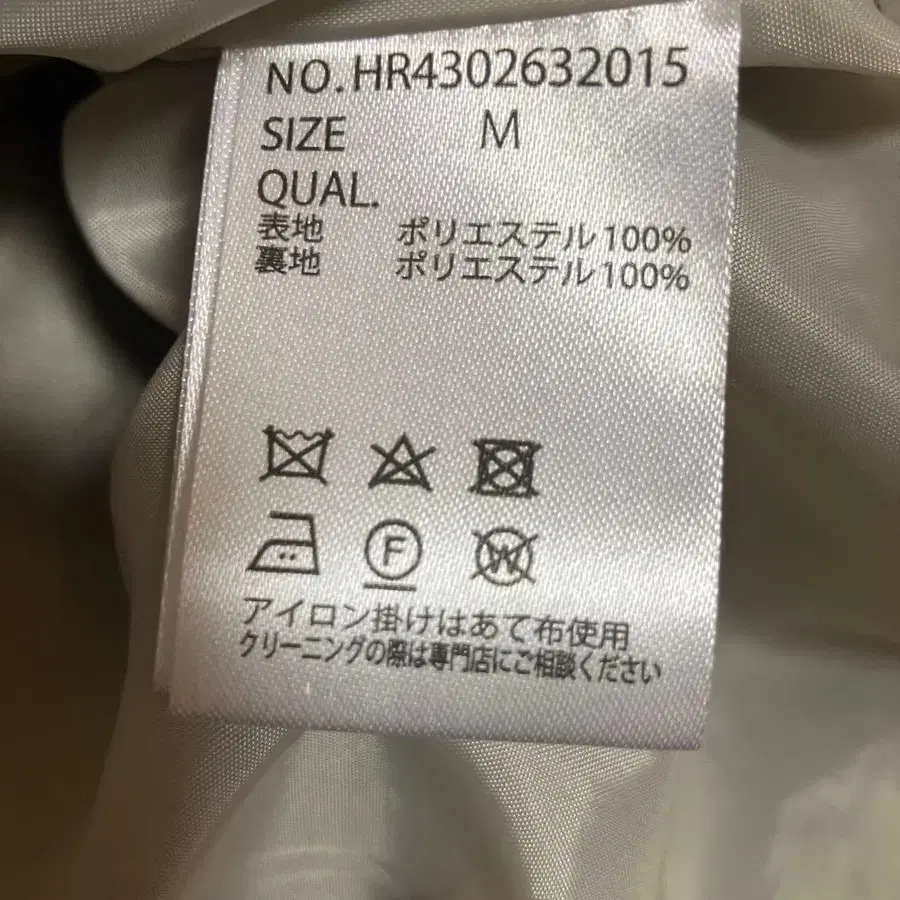 NO.HR4302632015
SIZE M
QUAL.
表地 ポリエステル100%
裏地 ポリエステル100%
F W
アイロン掛けはあて布使用
クリーニングの際は専門店にご相談ください